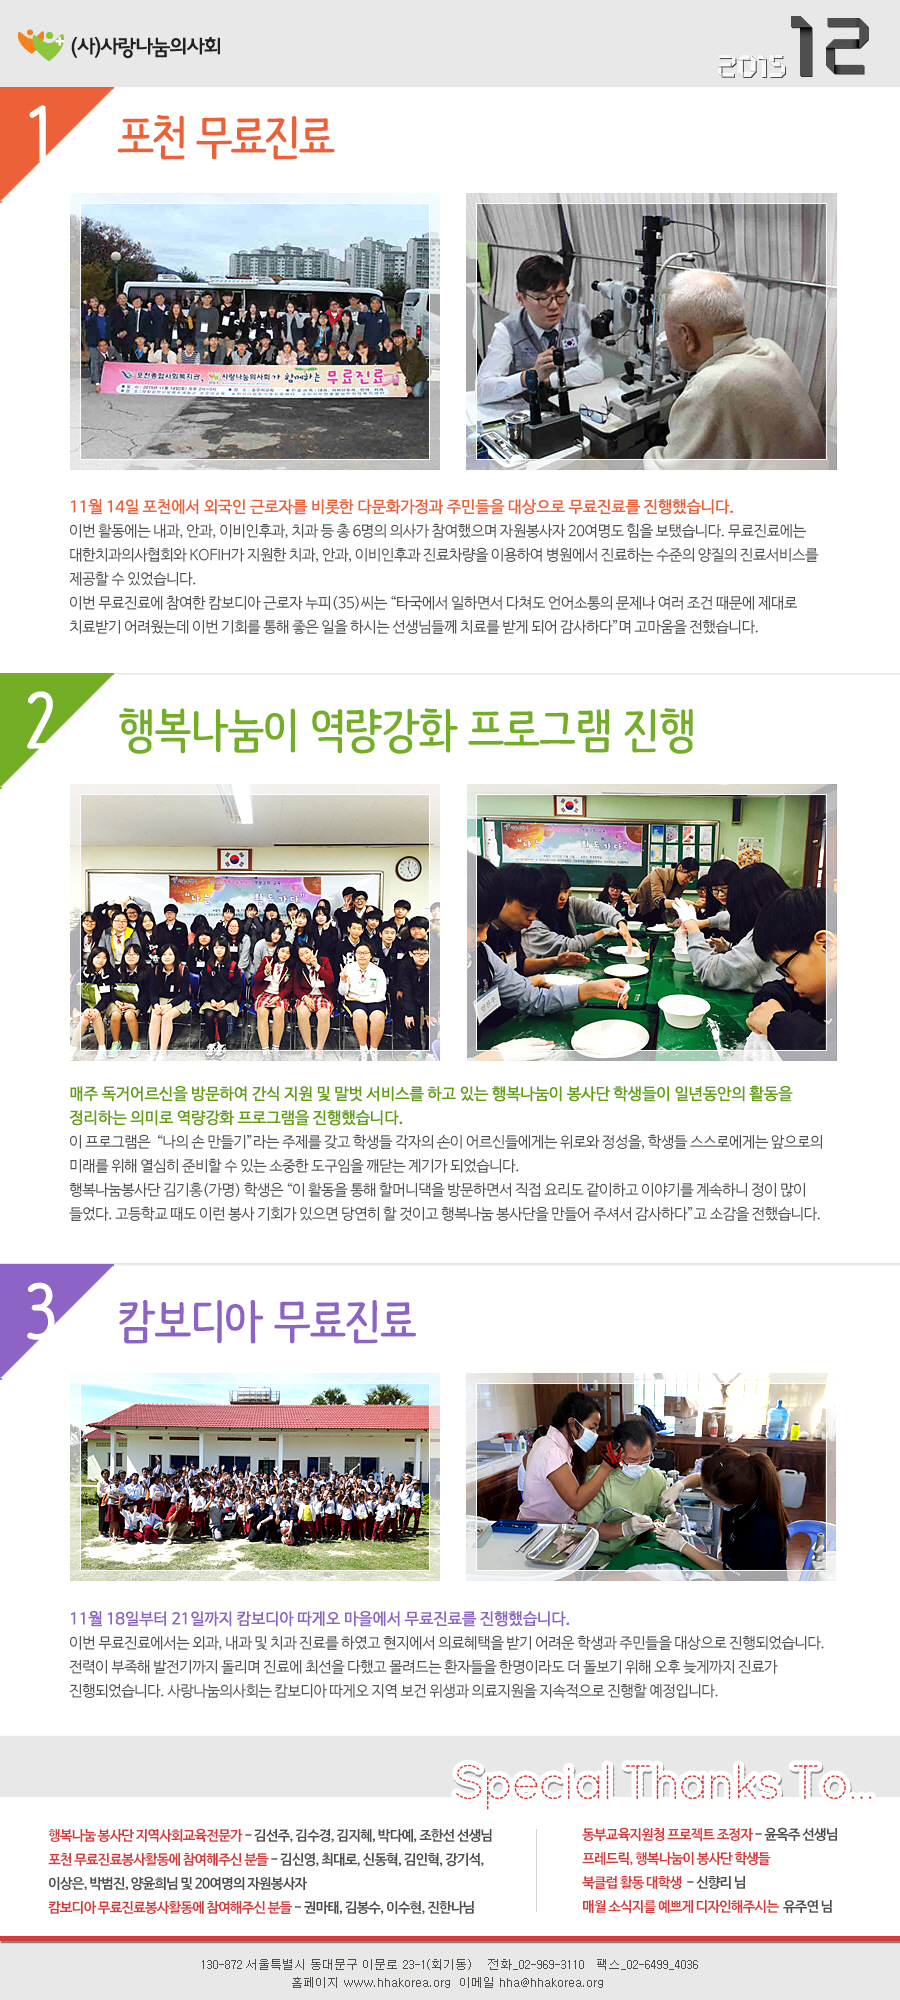 (사)사랑나눔의사회
2015 12
1
포천 무료진료
포천종합사회복지관, 사랑나눔의사회가 함께하는 무료진료
11월 14일 포천에서 외국인 근로자를 비롯한 다문화가정과 주민들을 대상으로 무료진료를 진행했습니다.
이번 활동에는 내과, 안과, 이비인후과, 치과 등 총 6명의 의사가 참여했으며 자원봉사자 20여명도 힘을 보탰습니다. 무료진료에는
대한치과의사협회와 KOFIH가 지원한 치과, 안과, 이비인후과 진료차량을 이용하여 병원에서 진료하는 수준의 양질의 진료서비스를
제공할 수 있었습니다.
이번 무료진료에 참여한 캄보디아 근로자 누피(35)씨는 “타국에서 일하면서 다쳐도 언어소통의 문제나 여러 조건 때문에 제대로
치료받기 어려웠는데 이번 기회를 통해 좋은 일을 하시는 선생님들께 치료를 받게 되어 감사하다”며 고마움을 전했습니다.
2
행복나눔이 역량강화 프로그램 진행
“나는 활동가다”
“나는 활동가다”
매주 독거어르신을 방문하여 간식 지원 및 말벗 서비스를 하고 있는 행복나눔이 봉사단 학생들이 일년동안의 활동을
정리하는 의미로 역량강화 프로그램을 진행했습니다.
이 프로그램은 “나의 손 만들기”라는 주제를 갖고 학생들 각자의 손이 어르신들에게는 위로와 정성을, 학생들 스스로에게는 앞으로의
미래를 위해 열심히 준비할 수 있는 소중한 도구임을 깨닫는 계기가 되었습니다.
행복나눔봉사단 김기홍(가명) 학생은 “이 활동을 통해 할머니댁을 방문하면서 직접 요리도 같이하고 이야기를 계속하니 정이 많이
들었다. 고등학교 때도 이런 봉사 기회가 있으면 당연히 할 것이고 행복나눔 봉사단을 만들어 주셔서 감사하다”고 소감을 전했습니다.
3
캄보디아 무료진료
11월 18일부터 21일까지 캄보디아 따게오 마을에서 무료진료를 진행했습니다.
이번 무료진료에서는 외과, 내과 및 치과 진료를 하였고 현지에서 의료혜택을 받기 어려운 학생과 주민들을 대상으로 진행되었습니다.
전력이 부족해 발전기까지 돌리며 진료에 최선을 다했고 몰려드는 환자들을 한명이라도 더 돌보기 위해 오후 늦게까지 진료가
진행되었습니다. 사랑나눔의사회는 캄보디아 따게오 지역 보건 위생과 의료지원을 지속적으로 진행할 예정입니다.
Special Thanks To...
행복나눔 봉사단 지역사회교육전문가 - 김선주, 김수경, 김지혜, 박다예, 조한선 선생님
포천 무료진료봉사활동에 참여해주신 분들 - 김신영, 최대로, 신동혁, 김인혁, 강기석,
이상은, 박범진, 양윤희님 및 20여명의 자원봉사자
캄보디아 무료진료봉사활동에 참여해주신 분들 - 권마태, 김봉수, 이수현, 진한나님
동부교육지원청 프로젝트 조정자 - 윤옥주 선생님
프레드릭, 행복나눔이 봉사단 학생들
북클럽 활동 대학생 - 신향리 님
매월 소식지를 예쁘게 디자인해주시는 유주연 님
130-872 서울특별시 동대문구 이문로 23-1(회기동) 전화_02-969-3110 팩스_02-6499_4036
홈페이지 www.hhakorea.org 이메일 hha@hhakorea.org